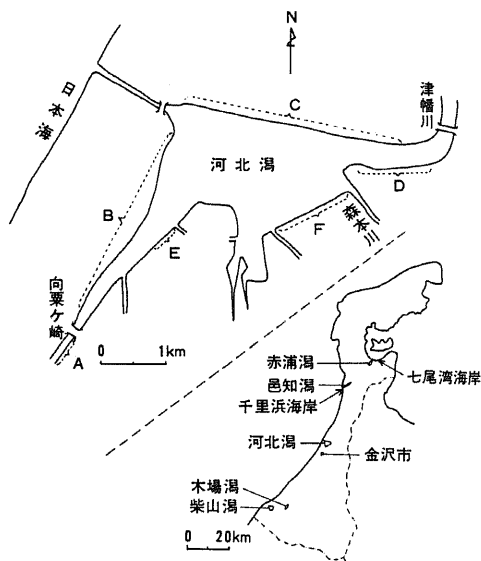 N
日本海
津幡川
C
河北潟
D
B
森本川
F
E
向粟ケ崎
A
0 1km
赤浦潟
七尾湾海岸
邑知潟
千里浜海岸
河北潟
金沢市
木場潟
柴山潟
0 20km